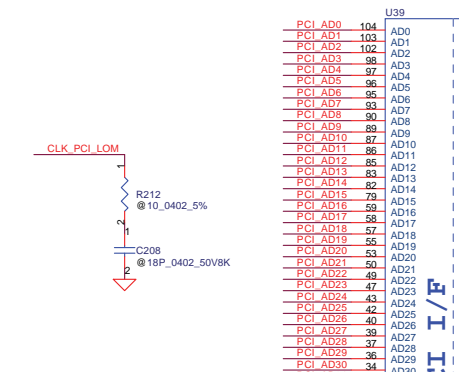 U39
PCI_AD0 104 AD0
PCI_AD1 103 AD1
PCI_AD2 102 AD2
PCI_AD3 98 AD3
PCI_AD4 97 AD4
PCI_AD5 96 AD5
PCI_AD6 95 AD6
PCI_AD7 93 AD7
PCI_AD8 90 AD8
PCI_AD9 89 AD9
PCI_AD10 87 AD10
PCI_AD11 86 AD11
PCI_AD12 85 AD12
PCI_AD13 83 AD13
PCI_AD14 82 AD14
PCI_AD15 79 AD15
PCI_AD16 59 AD16
PCI_AD17 58 AD17
PCI_AD18 57 AD18
PCI_AD19 55 AD19
PCI_AD20 53 AD20
PCI_AD21 50 AD21
PCI_AD22 49 AD22
PCI_AD23 47 AD23
PCI_AD24 43 AD24
PCI_AD25 42 AD25
PCI_AD26 40 AD26
PCI_AD27 39 AD27
PCI_AD28 37 AD28
PCI_AD29 36 AD29
PCI_AD30 34 AD30
I/F
CLK_PCI_LOM
1
R212
@10_0402_5%
2
1
C208
@18P_0402_50V8K
2